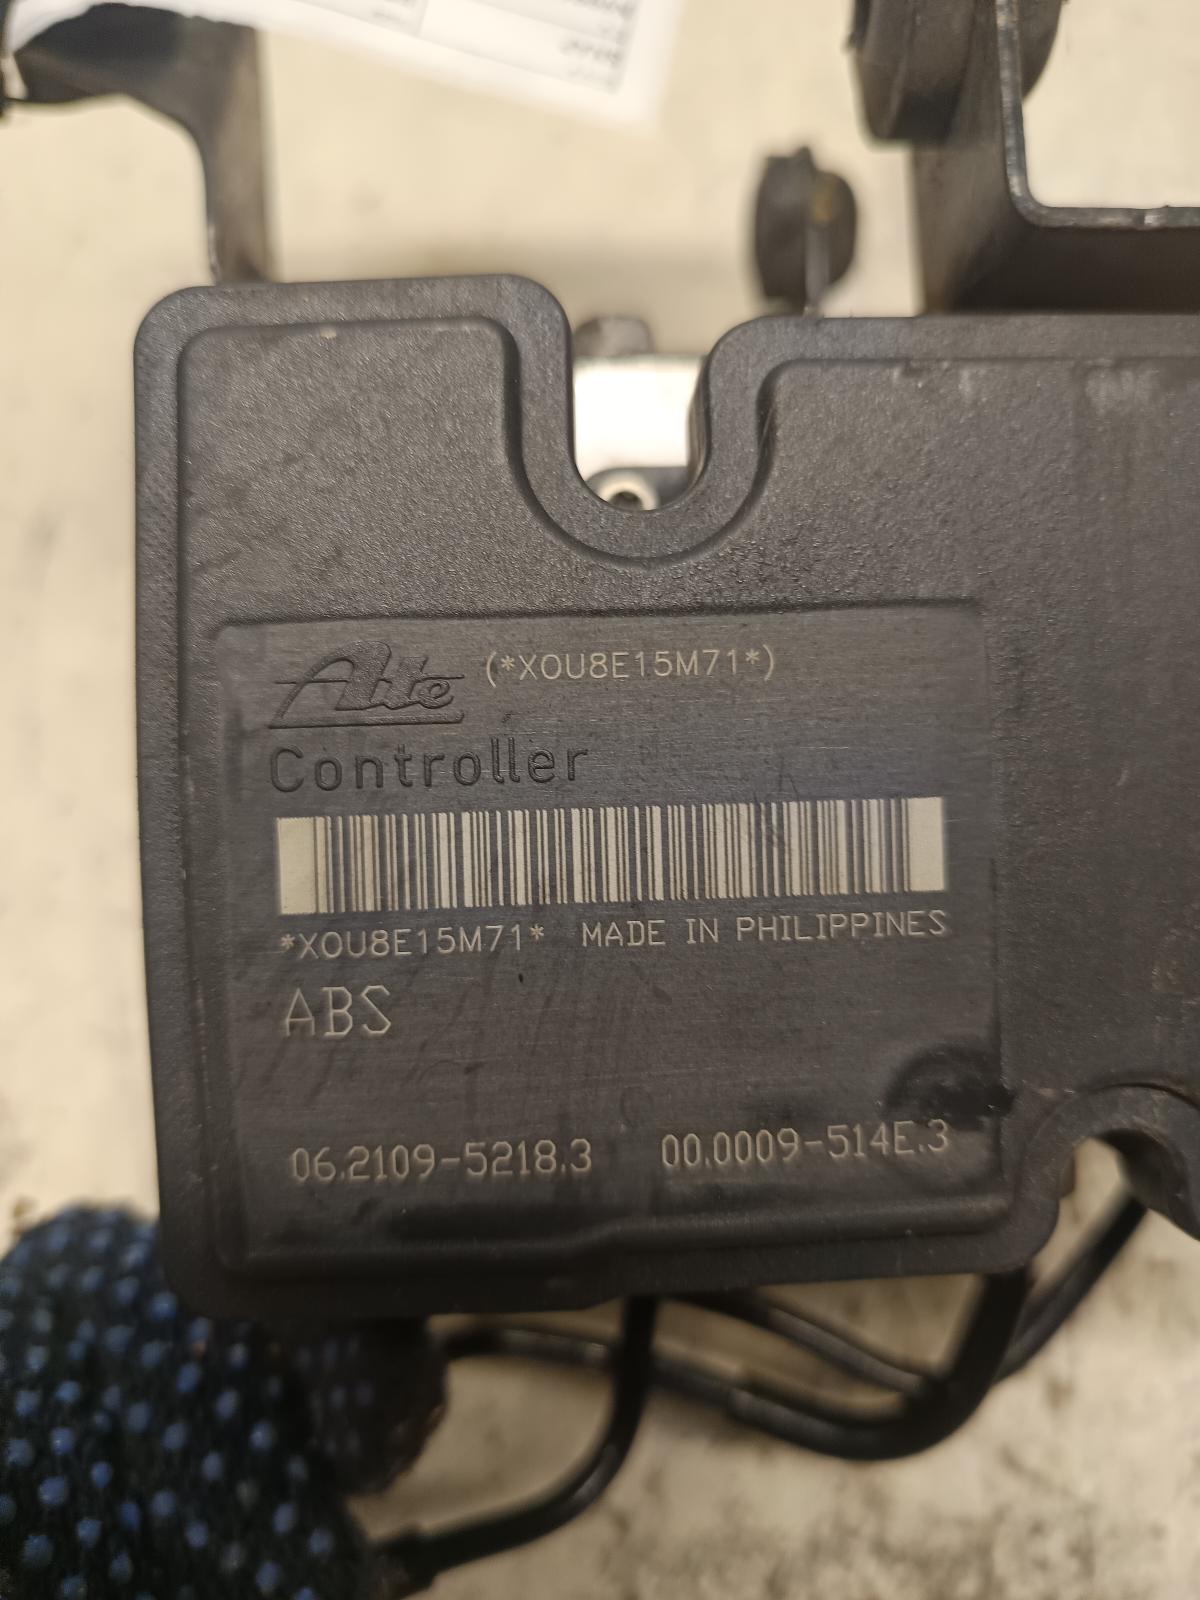 Ate (*XOU8E15M71*)
Controller
*XOU8E15M71* MADE IN PHILIPPINES
ABS
06.2109-5218.3 00.0009-514E.3